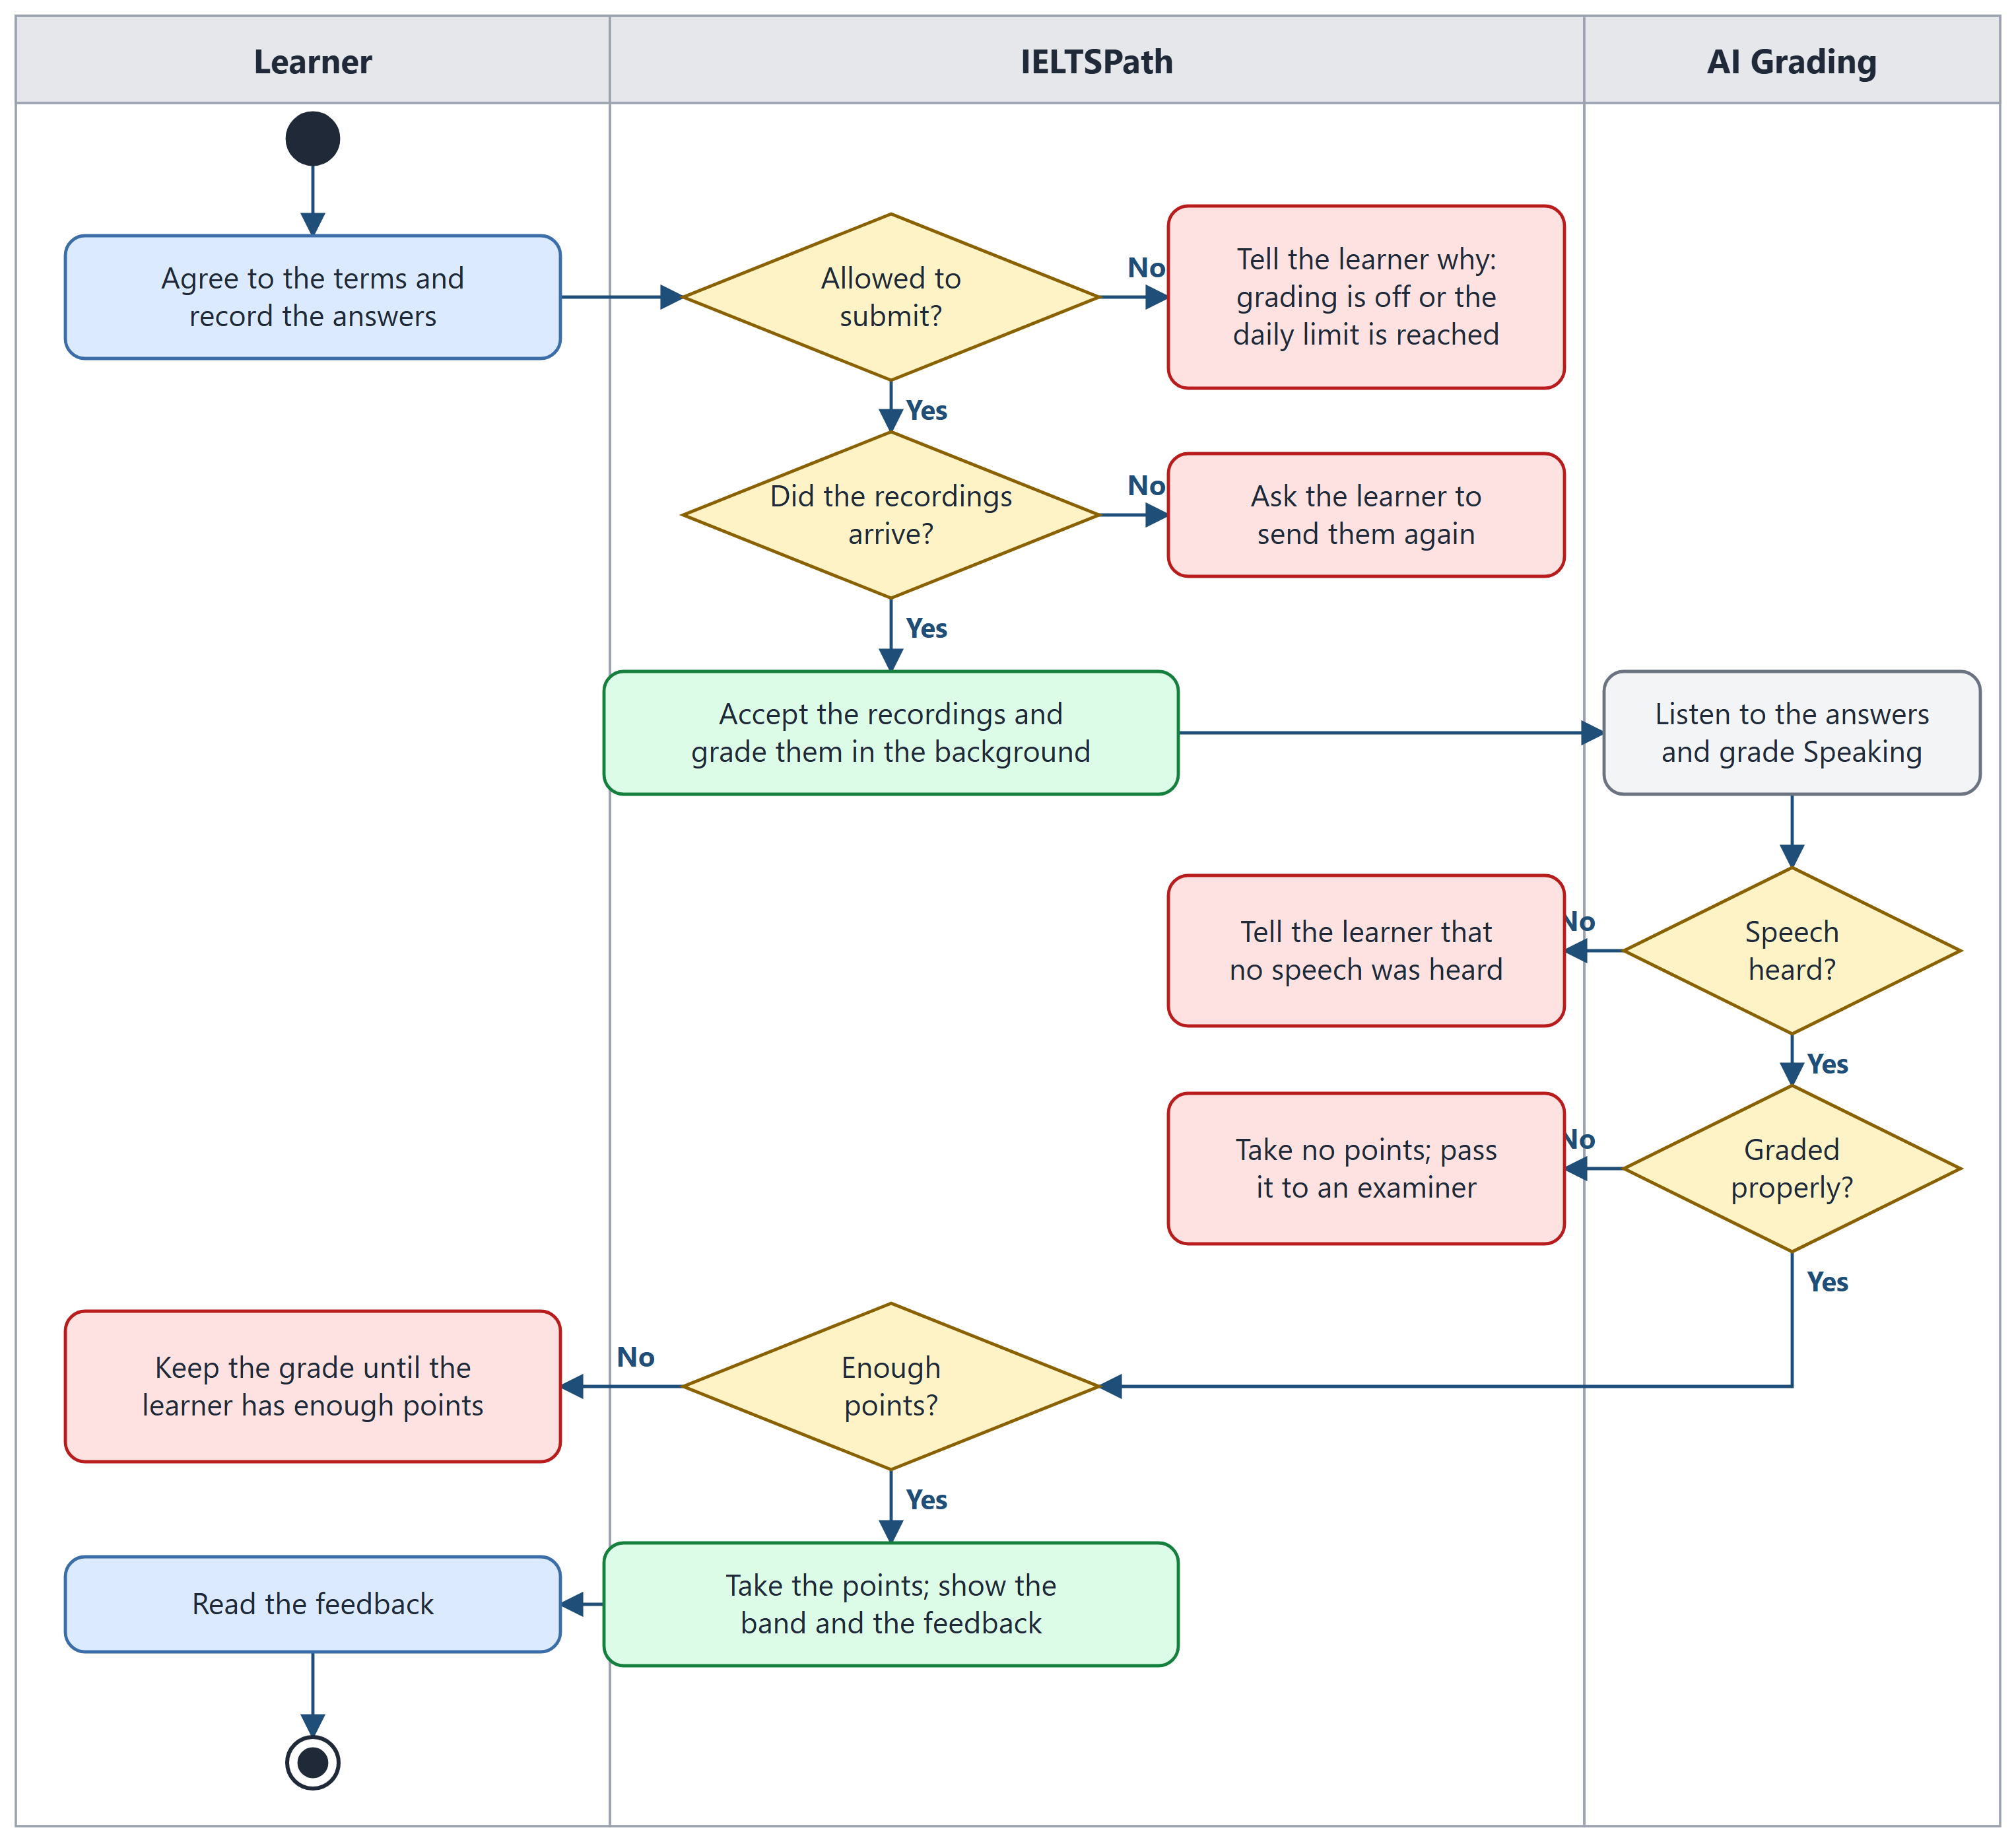 Learner
IELTSPath
AI Grading
Agree to the terms and
record the answers
Allowed to
submit?
No
Tell the learner why:
grading is off or the
daily limit is reached
Yes
Did the recordings
arrive?
No
Ask the learner to
send them again
Yes
Accept the recordings and
grade them in the background
Listen to the answers
and grade Speaking
Tell the learner that
no speech was heard
No
Speech
heard?
Yes
Take no points; pass
it to an examiner
No
Graded
properly?
Yes
Keep the grade until the
learner has enough points
No
Enough
points?
Yes
Read the feedback
Take the points; show the
band and the feedback